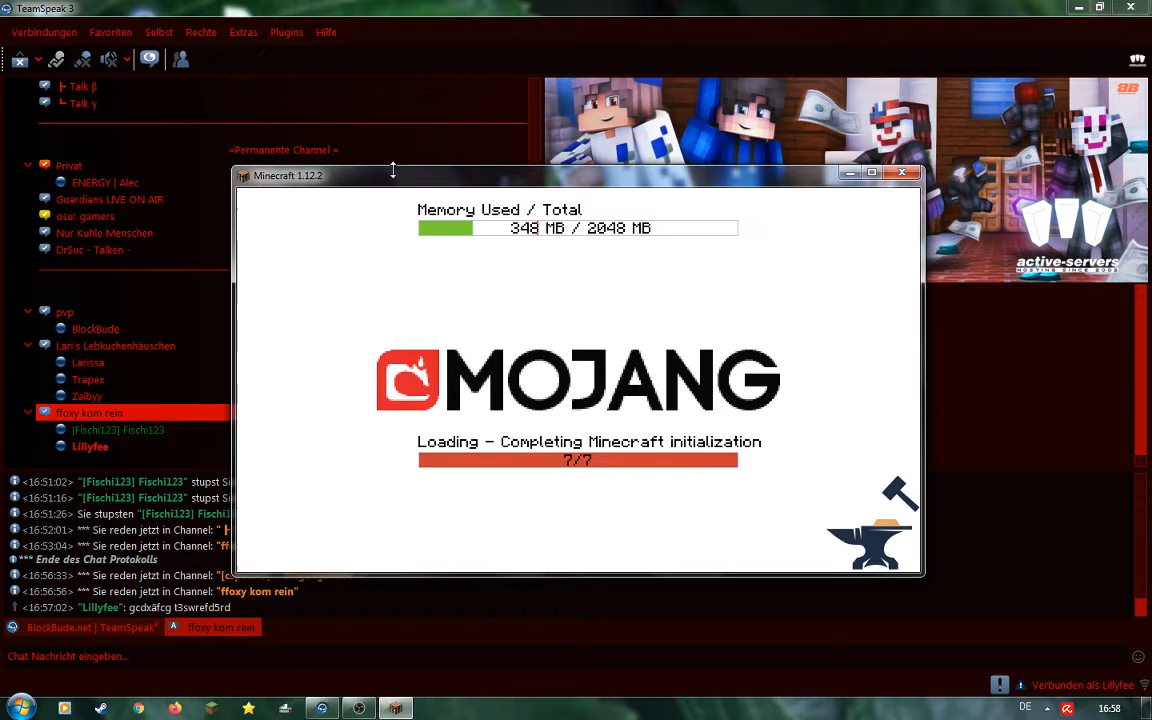 TeamSpeak 3
Verbindungen Favoriten Selbst Rechte Extras Plugins Hilfe
Talk β
Talk γ
=Permanente Channel =
Privat
ENERGY | Alec
Guardians LIVE ON AIR
osu! gamers
Nur Kuhle Menschen
DrSuc - Talken -
pvp
BlockBude
Lari's Lebkuchenhäuschen
Larissa
Trapex
Zaibyy
ffoxy kom rein
[Fischi123] Fischi123
Lillyfee
active-servers
HOSTING SINCE 2002
Minecraft 1.12.2
Memory Used / Total
348 MB / 2048 MB
MOJANG
Loading - Completing Minecraft initialization
7/7
<16:51:02> "[Fischi123] Fischi123" stupst
<16:51:16> "[Fischi123] Fischi123" stupst
<16:51:26> Sie stupsten "[Fischi123]
<16:52:01> *** Sie reden jetzt in Channel: "
<16:53:04> *** Sie reden jetzt in Channel:
*** Ende des Chat Protokolls
<16:56:33> *** Sie reden jetzt in Channel:
<16:56:56> *** Sie reden jetzt in Channel: "ffoxy kom rein"
<16:57:02> "Lillyfee": gcdxäfcg t3swrefd5rd
BlockBude.net | TeamSpeak
ffoxy kom rein
Chat Nachricht eingeben...
Verbunden als Lillyfee
DE
16:58